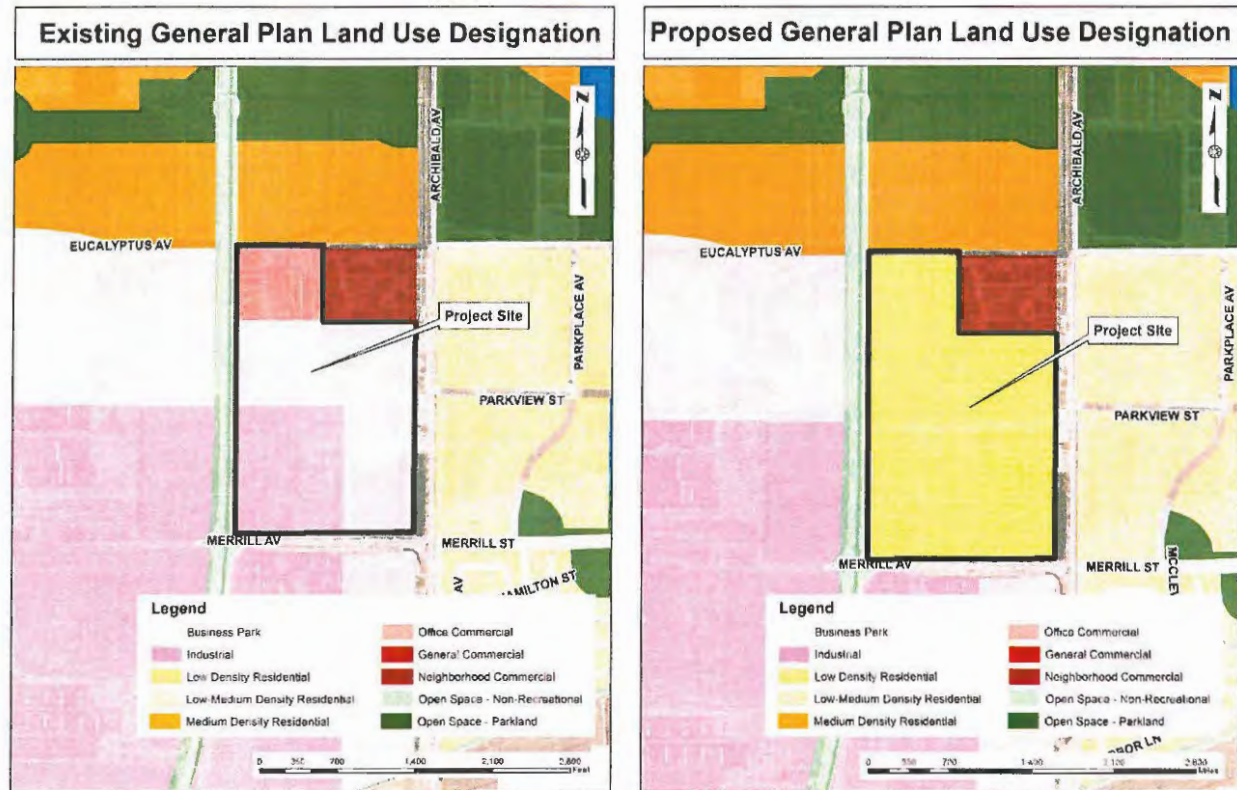 Existing General Plan Land Use Designation
N
ARCHIBALD AV
EUCALYPTUS AV
Project Site
PARKPLACE AV
PARKVIEW ST
MERRILL AV
MERRILL ST
AV
AMILTON ST
Legend
Business Park
Industrial
Low Density Residential
Low-Medium Density Residential
Medium Density Residential
Office Commercial
General Commercial
Neighborhood Commercial
Open Space - Non-Recreational
Open Space - Parkland
0 350 700 1,400 2,100 2,800
Feet
Proposed General Plan Land Use Designation
N
ARCHIBALD AV
EUCALYPTUS AV
Project Site
PARKPLACE AV
PARKVIEW ST
MERRILL AV
MERRILL ST
MCCLE
Legend
Business Park
Industrial
Low Density Residential
Low-Medium Density Residential
Medium Density Residential
Office Commercial
General Commercial
Neighborhood Commercial
Open Space - Non-Recreational
Open Space - Parkland
BOR LN
0 350 700 1,400 2,100
Miles